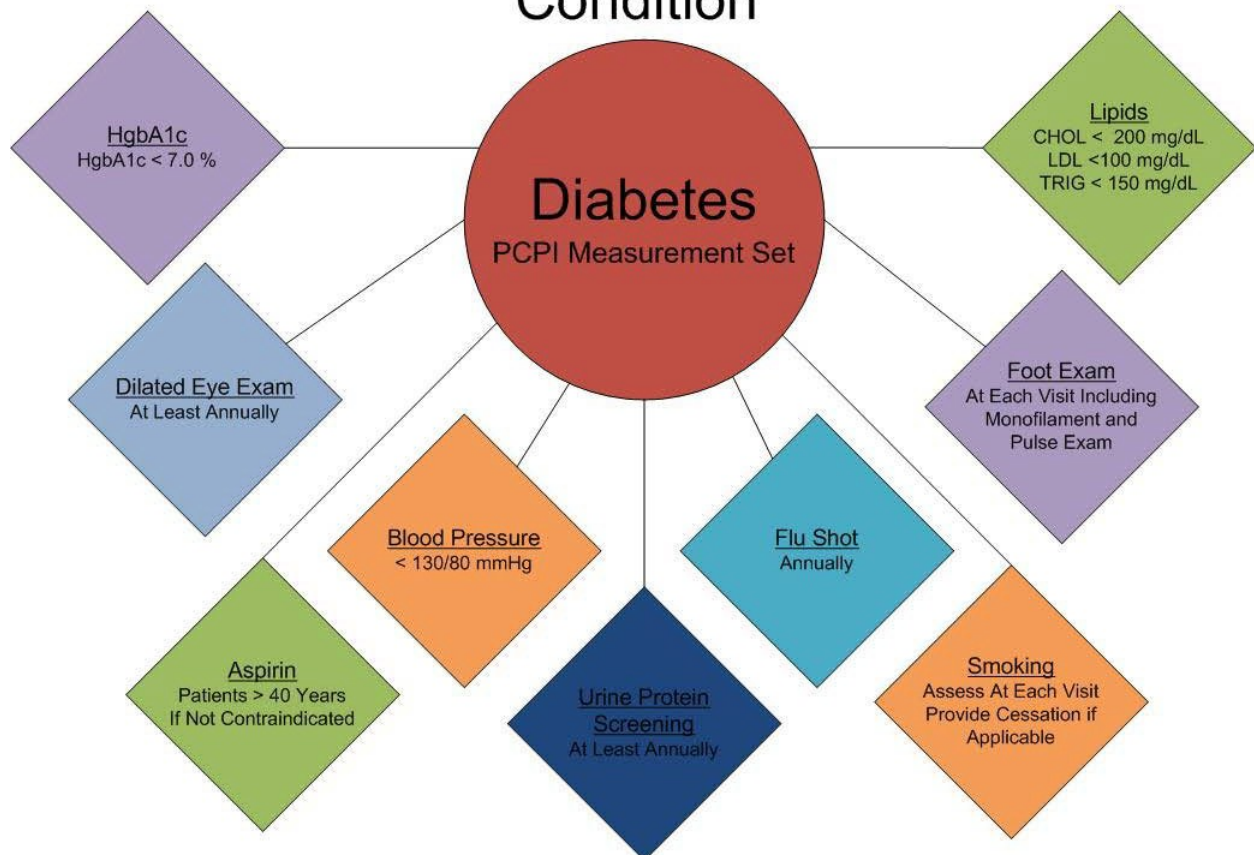 Condition
Diabetes
PCPI Measurement Set
HgbA1c
HgbA1c < 7.0 %
Lipids
CHOL < 200 mg/dL
LDL <100 mg/dL
TRIG < 150 mg/dL
Dilated Eye Exam
At Least Annually
Foot Exam
At Each Visit Including
Monofilament and
Pulse Exam
Blood Pressure
< 130/80 mmHg
Flu Shot
Annually
Aspirin
Patients > 40 Years
If Not Contraindicated
Urine Protein
Screening
At Least Annually
Smoking
Assess At Each Visit
Provide Cessation if
Applicable